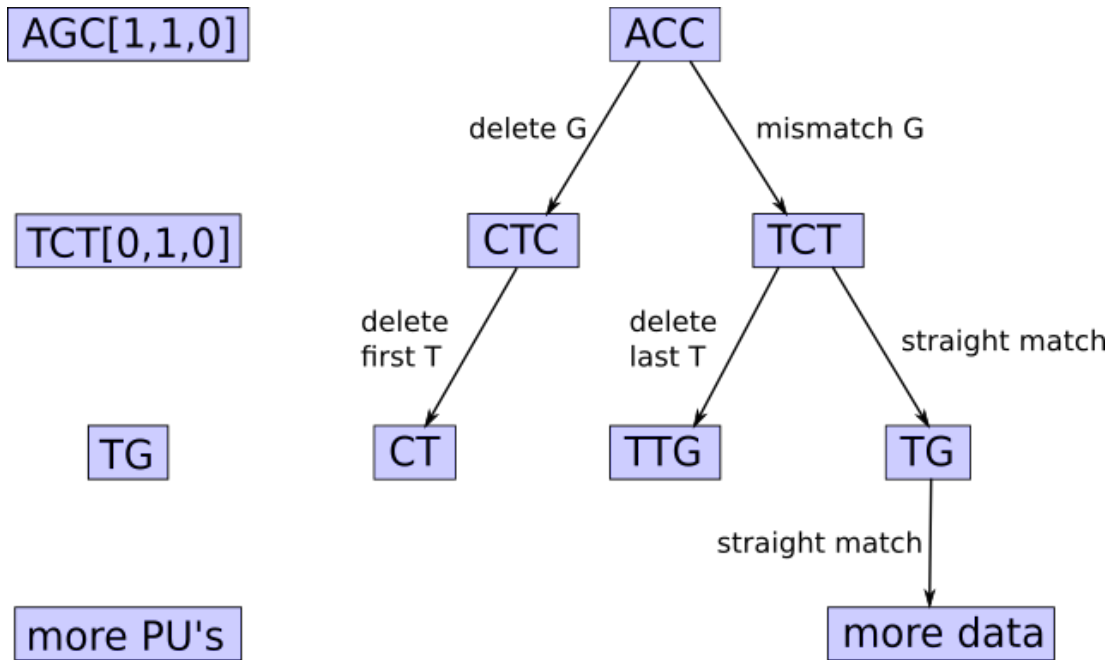 AGC[1,1,0]
ACC
delete G
mismatch G
TCT[0,1,0]
CTC
TCT
delete
first T
delete
last T
straight match
TG
CT
TTG
TG
straight match
more PU's
more data